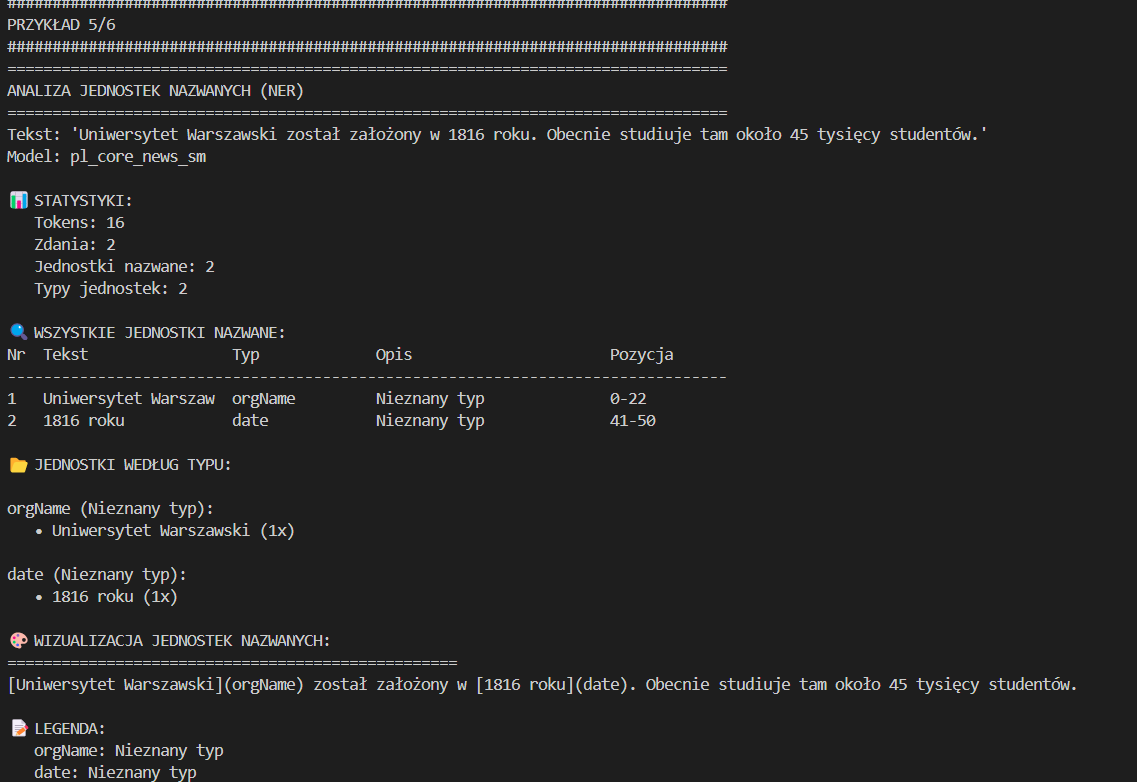 ################################################################################
PRZYKŁAD 5/6
################################################################################
================================================================================
ANALIZA JEDNOSTEK NAZWANYCH (NER)
================================================================================
Tekst: 'Uniwersytet Warszawski został założony w 1816 roku. Obecnie studiuje tam około 45 tysięcy studentów.'
Model: pl_core_news_sm
📊 STATYSTYKI:
Tokens: 16
Zdania: 2
Jednostki nazwane: 2
Typy jednostek: 2
🔍 WSZYSTKIE JEDNOSTKI NAZWANE:
Nr Tekst Typ Opis Pozycja
--------------------------------------------------------------------------------
1 Uniwersytet Warszaw orgName Nieznany typ 0-22
2 1816 roku date Nieznany typ 41-50
📂 JEDNOSTKI WEDŁUG TYPU:
orgName (Nieznany typ):
• Uniwersytet Warszawski (1x)
date (Nieznany typ):
• 1816 roku (1x)
🎨 WIZUALIZACJA JEDNOSTEK NAZWANYCH:
==================================================
[Uniwersytet Warszawski](orgName) został założony w [1816 roku](date). Obecnie studiuje tam około 45 tysięcy studentów.
📝 LEGENDA:
orgName: Nieznany typ
date: Nieznany typ